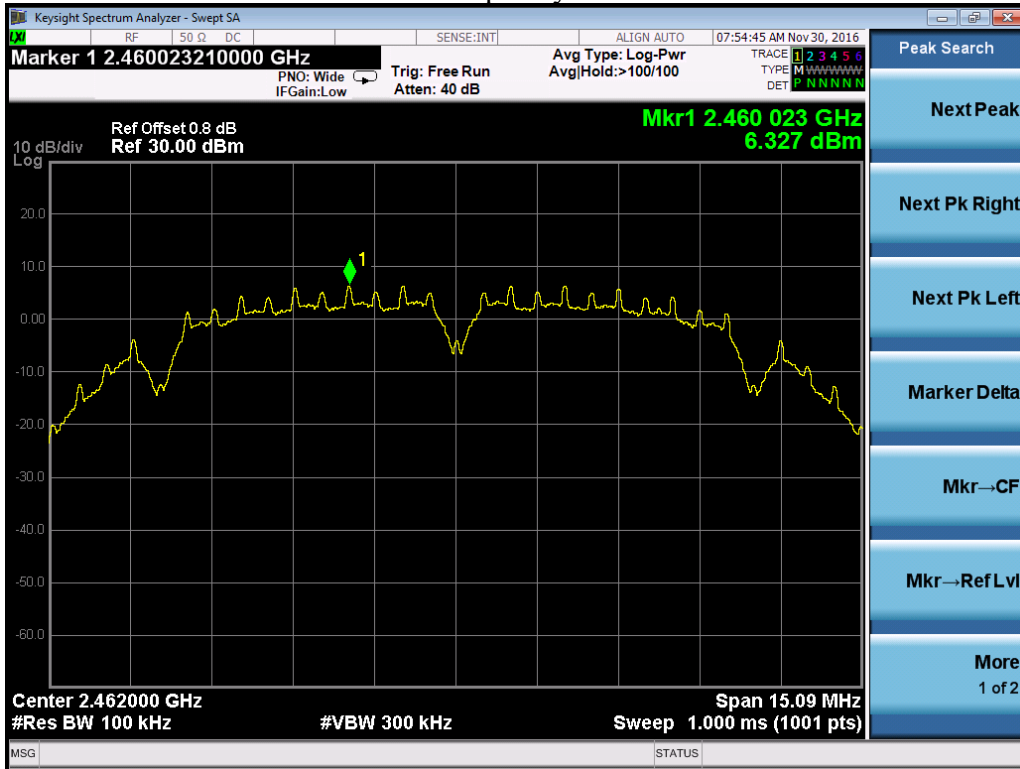 Keysight Spectrum Analyzer - Swept SA
LXI RF 50 Ω DC SENSE:INT ALIGN AUTO 07:54:45 AM Nov 30, 2016
Marker 1 2.460023210000 GHz
PNO: Wide
IFGain:Low
Trig: Free Run
Atten: 40 dB
Avg Type: Log-Pwr
Avg|Hold:>100/100
TRACE 1 2 3 4 5 6
TYPE M W W W W W
DET P N N N N N
Peak Search
Mkr1 2.460 023 GHz
6.327 dBm
Ref Offset 0.8 dB
10 dB/div Ref 30.00 dBm
Log
20.0
10.0
0.00
-10.0
-20.0
-30.0
-40.0
-50.0
-60.0
1
Center 2.462000 GHz Span 15.09 MHz
#Res BW 100 kHz #VBW 300 kHz Sweep 1.000 ms (1001 pts)
MSG STATUS
Next Peak
Next Pk Right
Next Pk Left
Marker Delta
Mkr→CF
Mkr→Ref Lvl
More
1 of 2